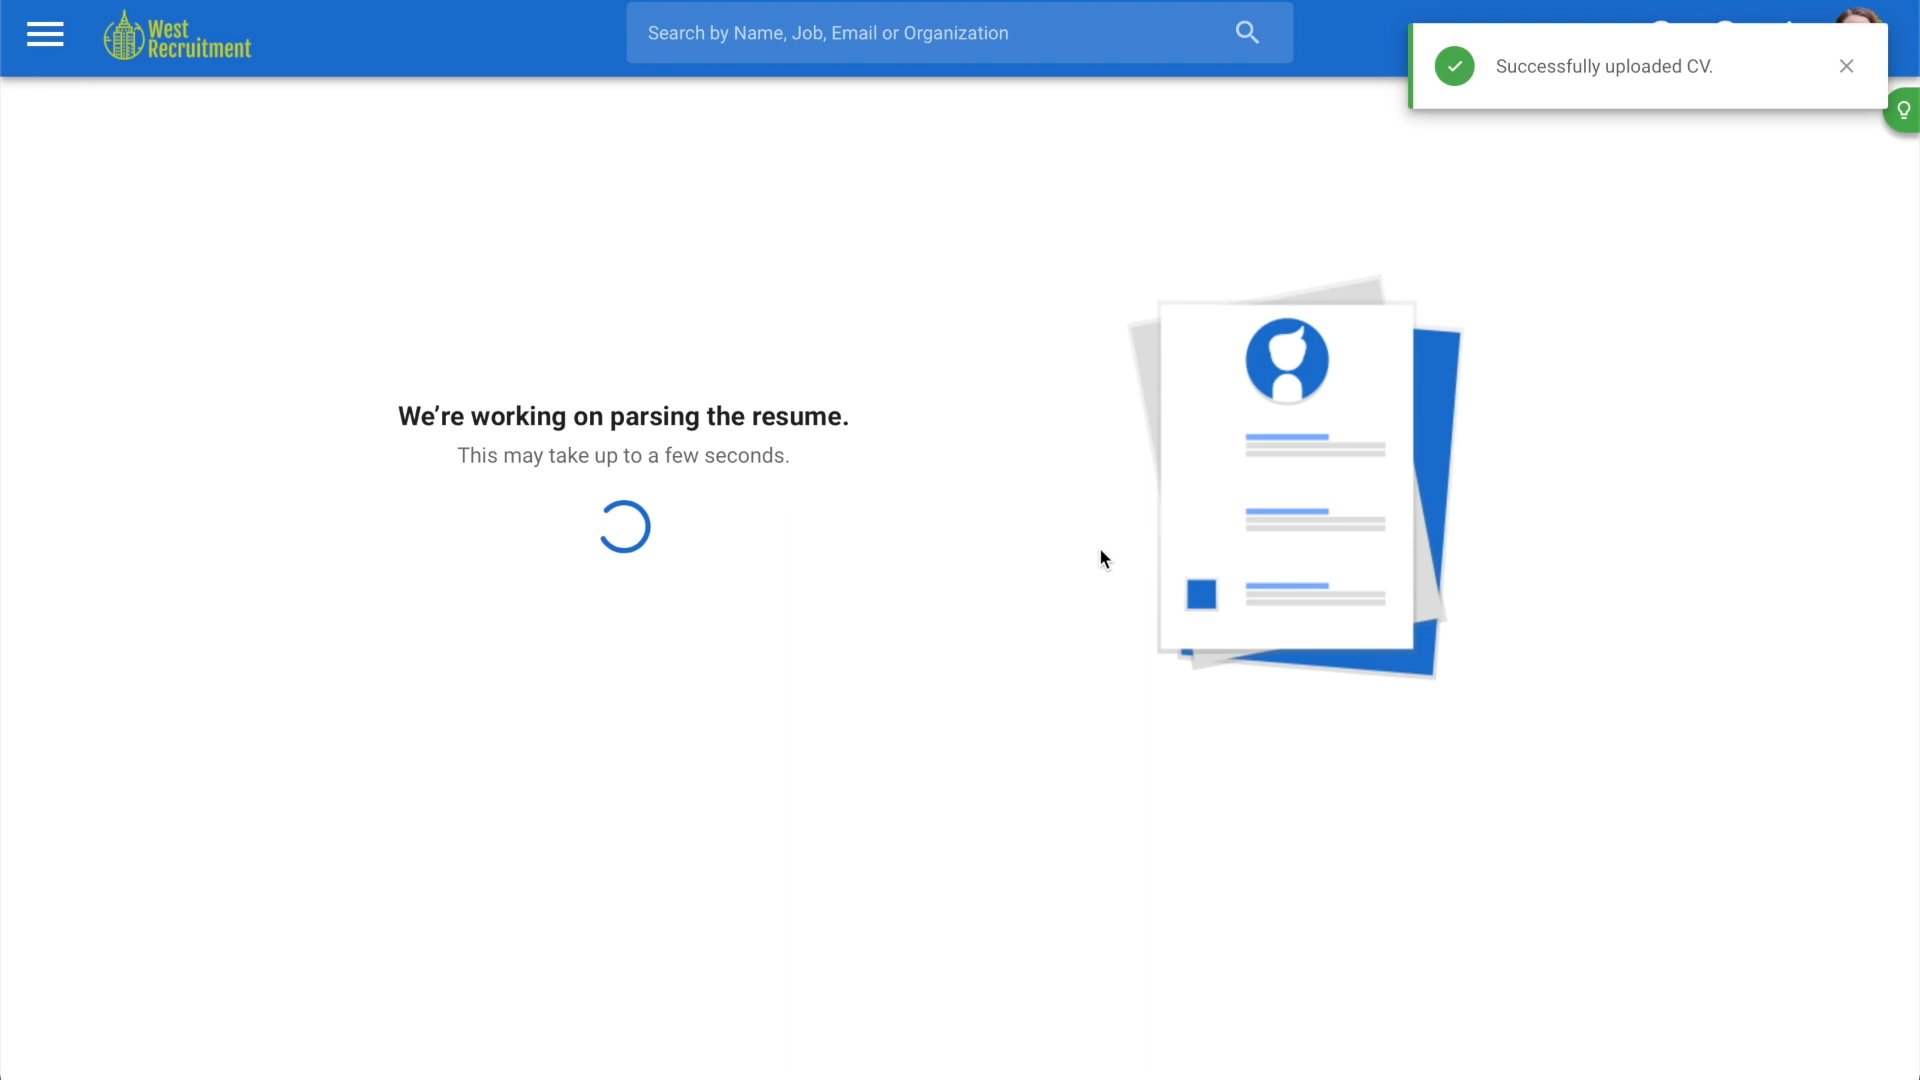 West
Recruitment
Search by Name, Job, Email or Organization
Successfully uploaded CV.
We’re working on parsing the resume.
This may take up to a few seconds.